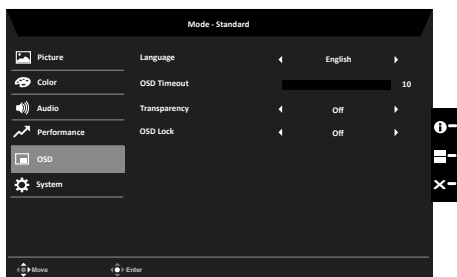 Mode - Standard
Picture
Color
Audio
Performance
OSD
System
Language English
OSD Timeout 10
Transparency Off
OSD Lock Off
Move Enter